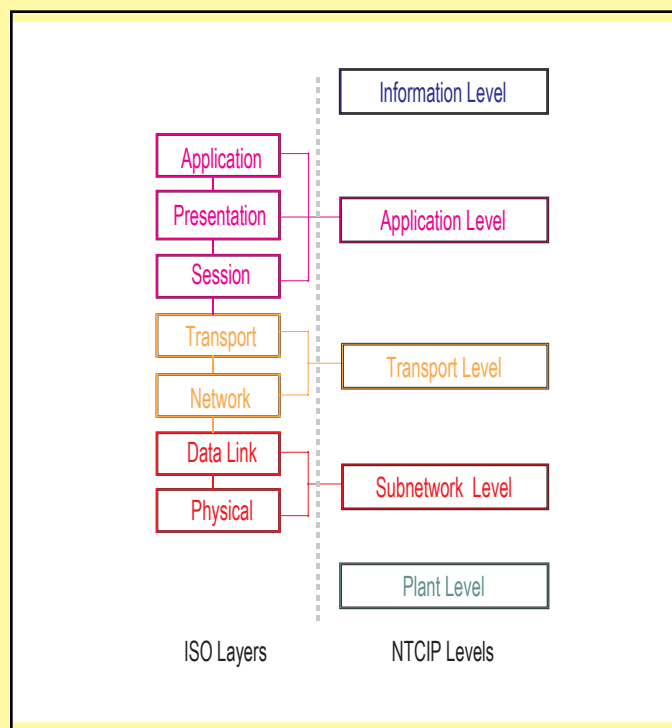 Information Level
Application
Presentation
Application Level
Session
Transport
Transport Level
Network
Data Link
Subnetwork Level
Physical
Plant Level
ISO Layers
NTCIP Levels